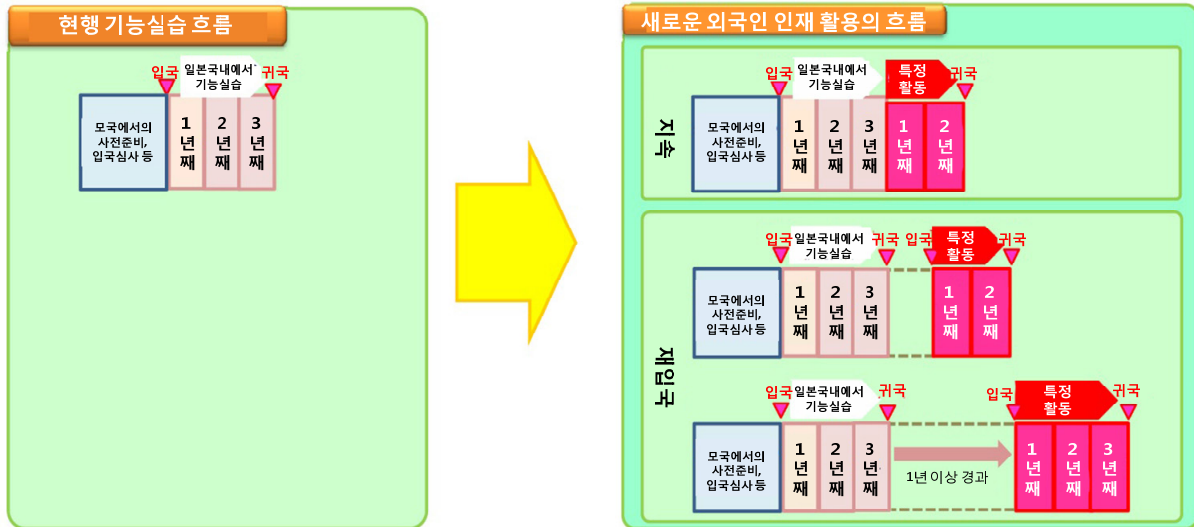 현행 기능실습 흐름
입국
일본국내에서
기능실습
귀국
모국에서의
사전준비,
입국심사 등
1
년
째
2
년
째
3
년
째
새로운 외국인 인재 활용의 흐름
지속
입국
일본국내에서
기능실습
특정
활동
귀국
모국에서의
사전준비,
입국심사 등
1
년
째
2
년
째
3
년
째
1
년
째
2
년
째
재입국
입국
일본국내에서
기능실습
귀국
입국
특정
활동
귀국
모국에서의
사전준비,
입국심사 등
1
년
째
2
년
째
3
년
째
1
년
째
2
년
째
입국
일본국내에서
기능실습
귀국
입국
특정
활동
귀국
모국에서의
사전준비,
입국심사 등
1
년
째
2
년
째
3
년
째
1년 이상 경과
1
년
째
2
년
째
3
년
째